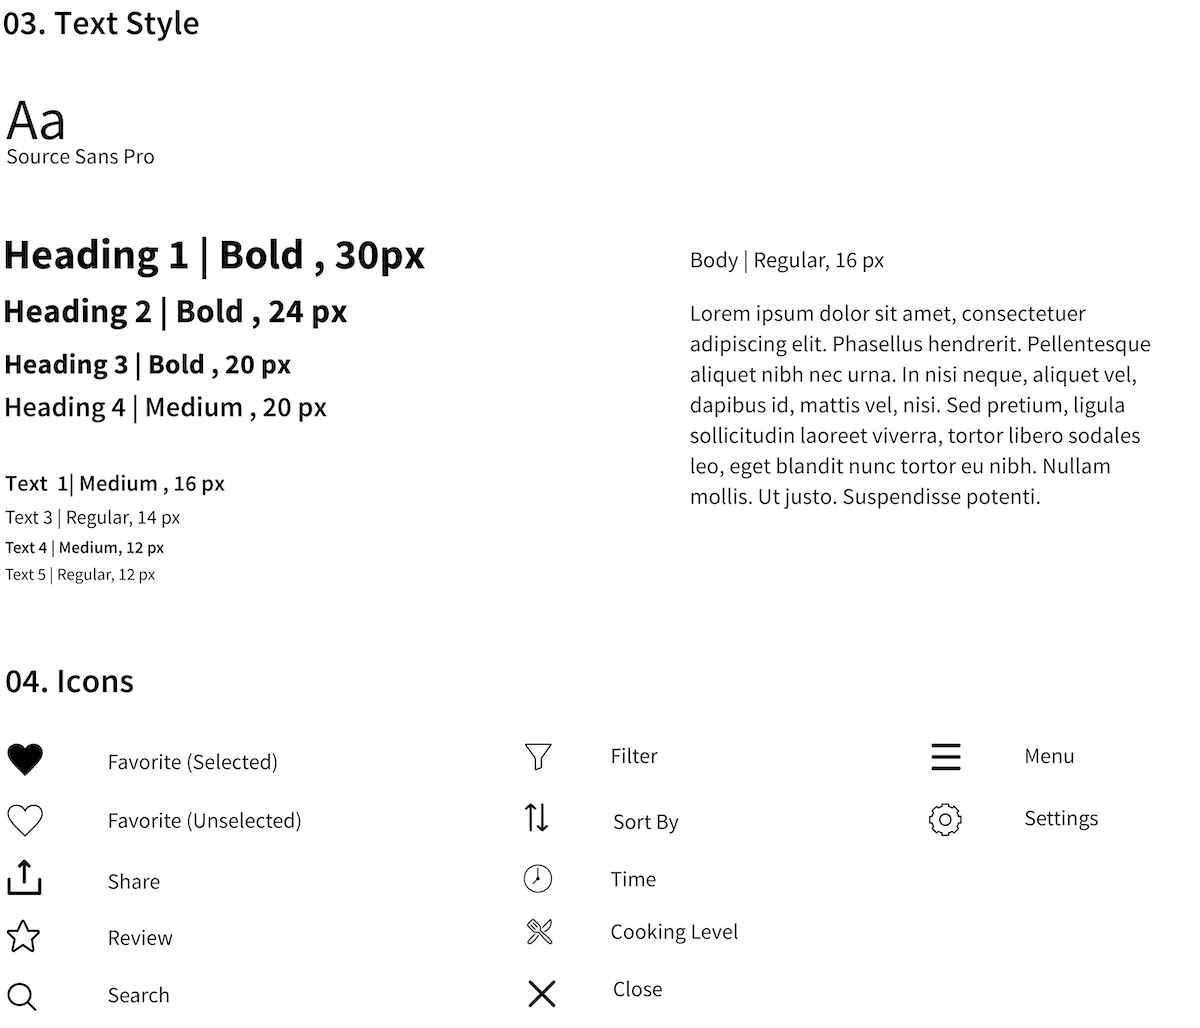 03. Text Style
Aa
Source Sans Pro
Heading 1 | Bold , 30px
Heading 2 | Bold , 24 px
Heading 3 | Bold , 20 px
Heading 4 | Medium , 20 px
Text  1| Medium , 16 px
Text 3 | Regular, 14 px
Text 4 | Medium, 12 px
Text 5 | Regular, 12 px
Body | Regular, 16 px
Lorem ipsum dolor sit amet, consectetuer
adipiscing elit. Phasellus hendrerit. Pellentesque
aliquet nibh nec urna. In nisi neque, aliquet vel,
dapibus id, mattis vel, nisi. Sed pretium, ligula
sollicitudin laoreet viverra, tortor libero sodales
leo, eget blandit nunc tortor eu nibh. Nullam
mollis. Ut justo. Suspendisse potenti.
04. Icons
Favorite (Selected)
Favorite (Unselected)
Share
Review
Search
Filter
Sort By
Time
Cooking Level
Close
Menu
Settings